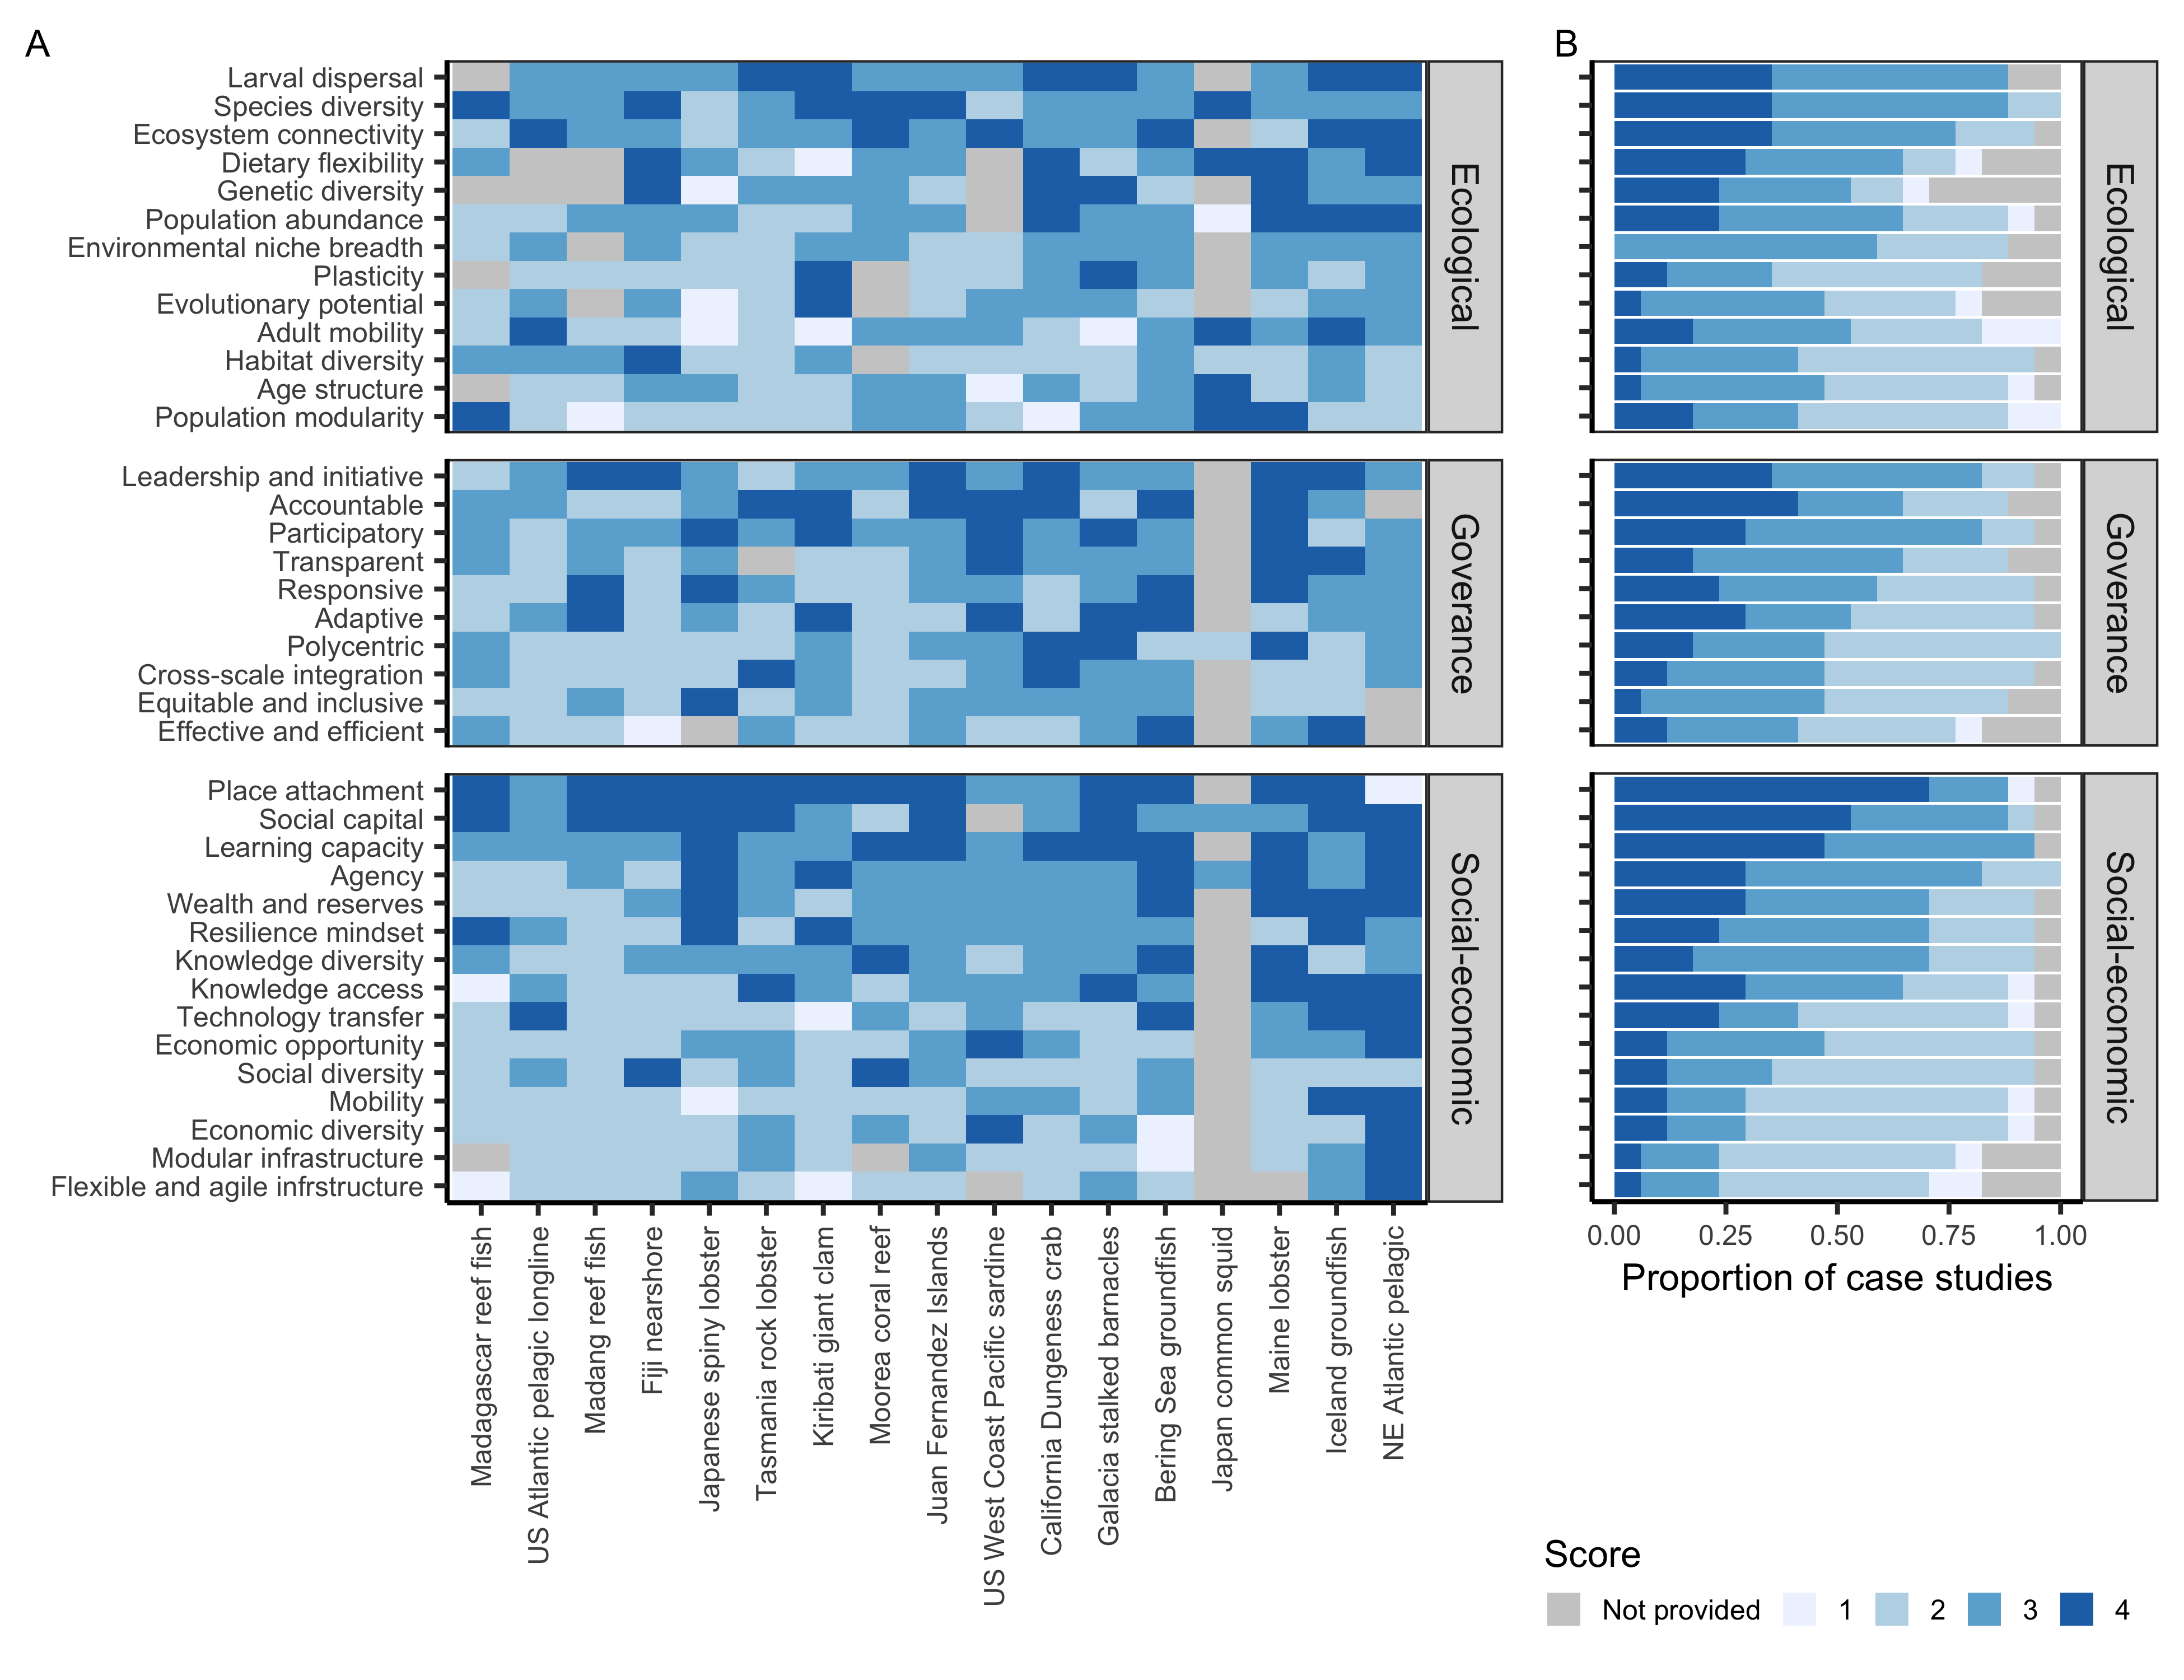 A
B
Larval dispersal
Species diversity
Ecosystem connectivity
Dietary flexibility
Genetic diversity
Population abundance
Environmental niche breadth
Plasticity
Evolutionary potential
Adult mobility
Habitat diversity
Age structure
Population modularity
Ecological
Ecological
Leadership and initiative
Accountable
Participatory
Transparent
Responsive
Adaptive
Polycentric
Cross-scale integration
Equitable and inclusive
Effective and efficient
Goverance
Goverance
Place attachment
Social capital
Learning capacity
Agency
Wealth and reserves
Resilience mindset
Knowledge diversity
Knowledge access
Technology transfer
Economic opportunity
Social diversity
Mobility
Economic diversity
Modular infrastructure
Flexible and agile infrstructure
Social-economic
Social-economic
Madagascar reef fish
US Atlantic pelagic longline
Madang reef fish
Fiji nearshore
Japanese spiny lobster
Tasmania rock lobster
Kiribati giant clam
Moorea coral reef
Juan Fernandez Islands
US West Coast Pacific sardine
California Dungeness crab
Galacia stalked barnacles
Bering Sea groundfish
Japan common squid
Maine lobster
Iceland groundfish
NE Atlantic pelagic
0.00 0.25 0.50 0.75 1.00
Proportion of case studies
Score
Not provided 1 2 3 4